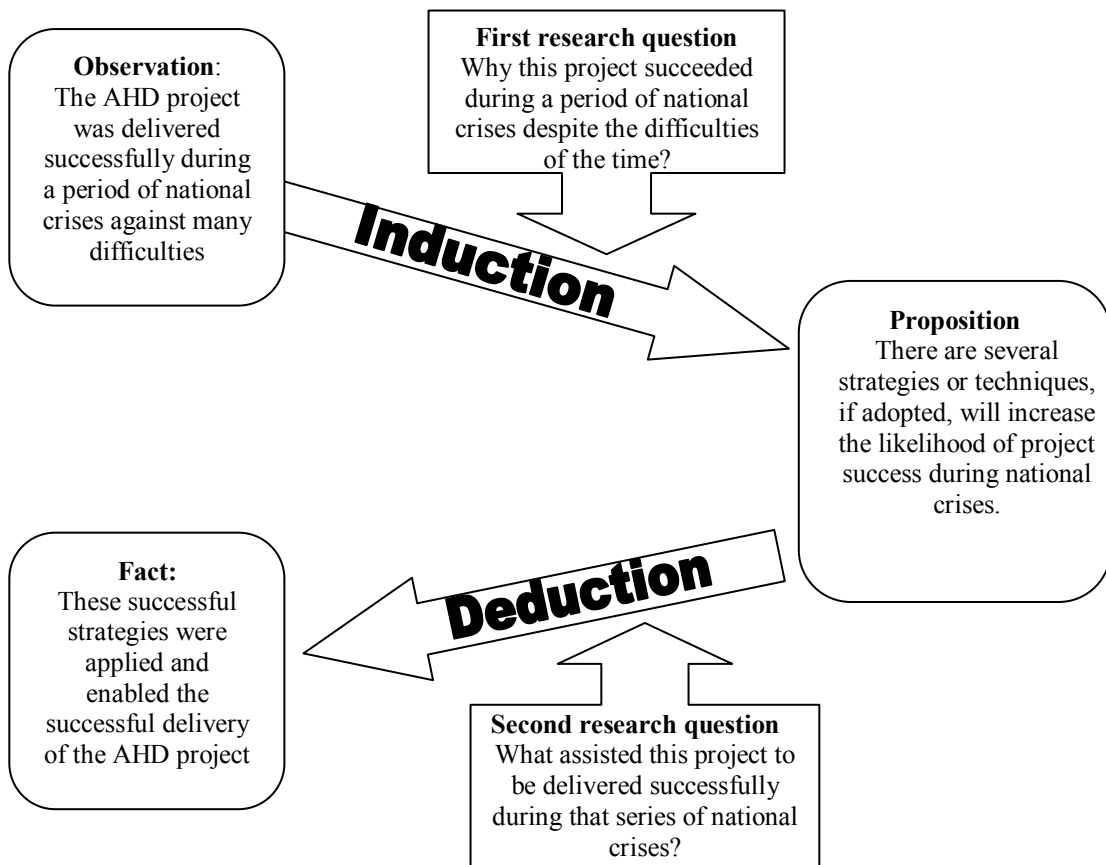 Observation:
The AHD project
was delivered
successfully during
a period of national
crises against many
difficulties
First research question
Why this project succeeded
during a period of national
crises despite the difficulties
of the time?
Induction
Proposition
There are several
strategies or techniques,
if adopted, will increase
the likelihood of project
success during national
crises.
Deduction
Second research question
What assisted this project to
be delivered successfully
during that series of national
crises?
Fact:
These successful
strategies were
applied and
enabled the
successful delivery
of the AHD project